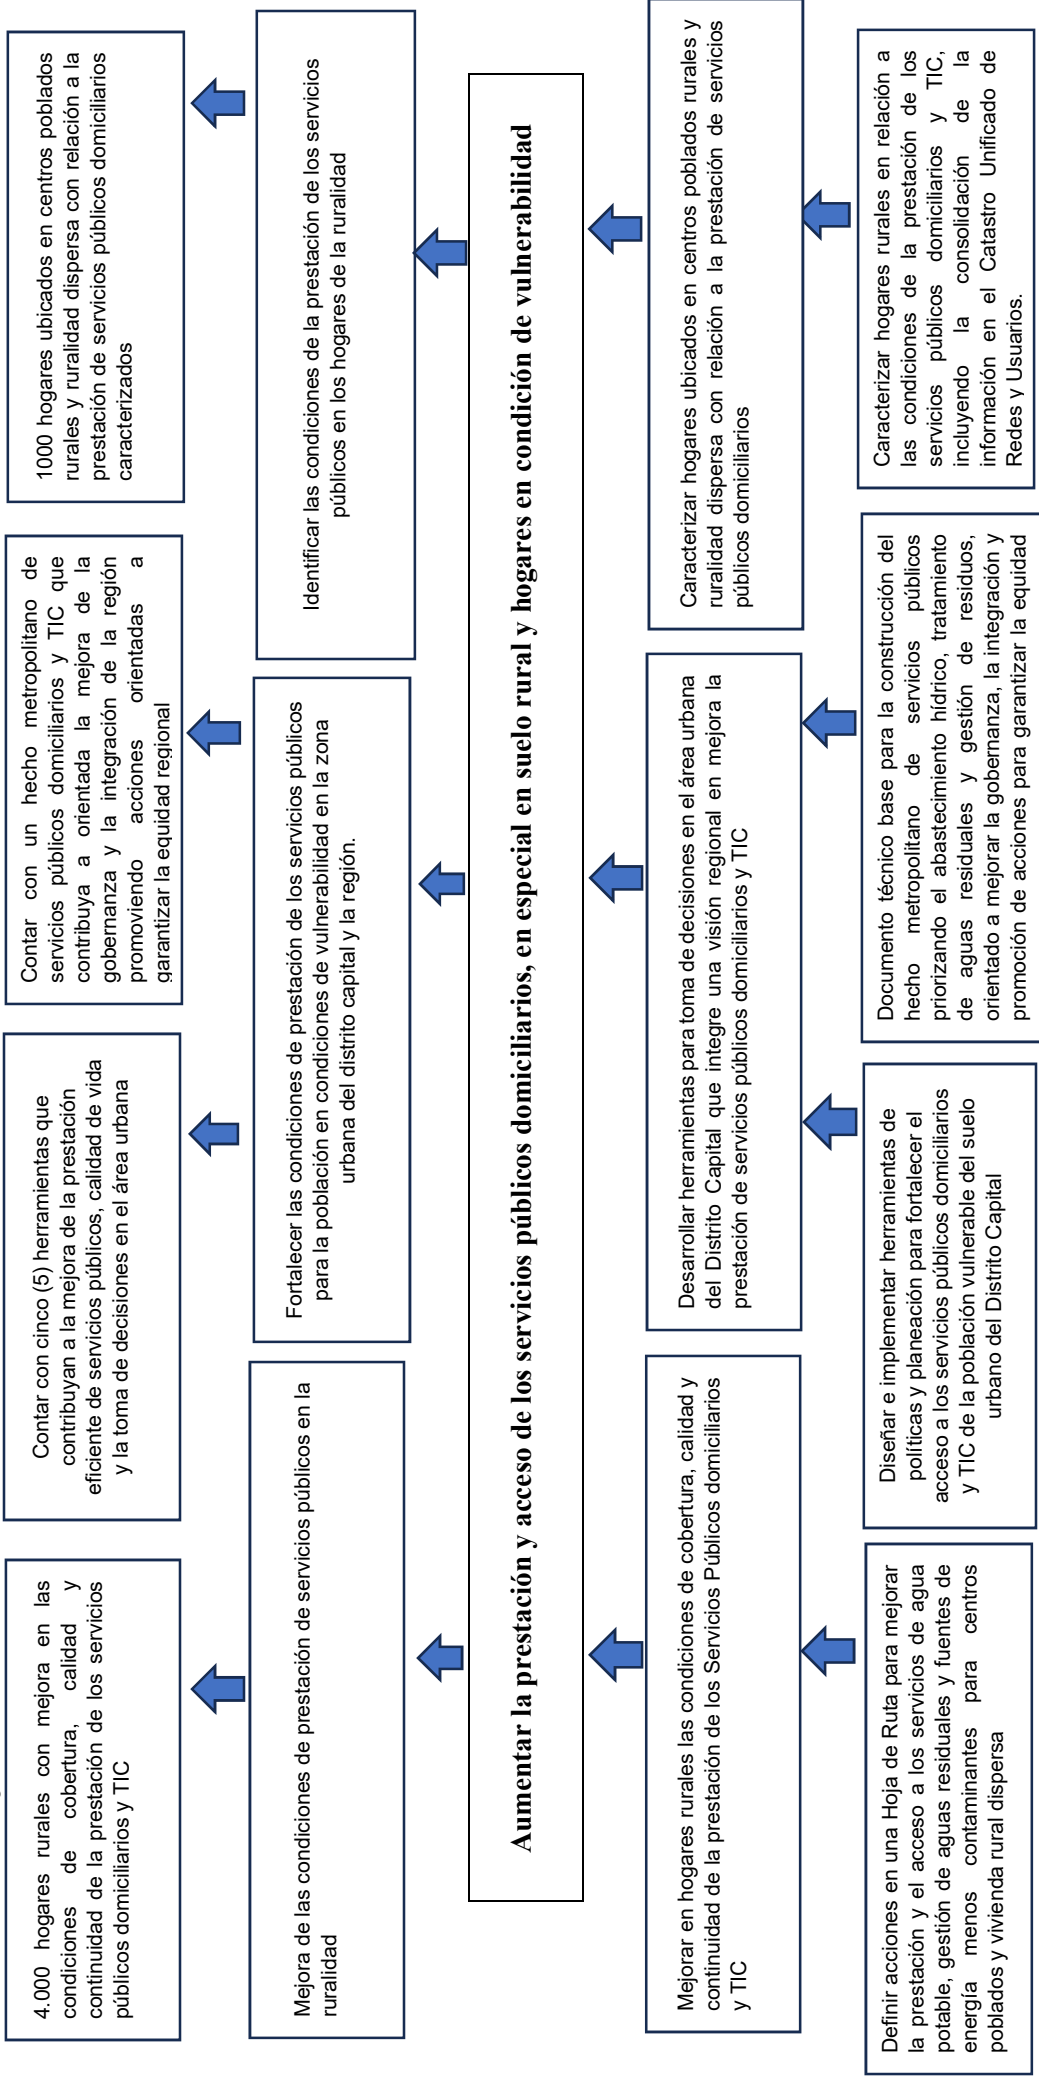 4.000 hogares rurales con mejora en las
condiciones de cobertura, calidad y
continuidad de la prestación de los servicios
públicos domiciliarios y TIC
Contar con cinco (5) herramientas que
contribuyan a la mejora de la prestación
eficiente de servicios públicos, calidad de vida
y la toma de decisiones en el área urbana
Contar con un hecho metropolitano de
servicios públicos domiciliarios y TIC que
contribuya a orientada la mejora de la
gobernanza y la integración de la región
promoviendo acciones orientadas a
garantizar la equidad regional
1000 hogares ubicados en centros poblados
rurales y ruralidad dispersa con relación a la
prestación de servicios públicos domiciliarios
caracterizados
Mejora de las condiciones de prestación de servicios públicos en la
ruralidad
Fortalecer las condiciones de prestación de los servicios públicos
para la población en condiciones de vulnerabilidad en la zona
urbana del distrito capital y la región.
Identificar las condiciones de la prestación de los servicios
públicos en los hogares de la ruralidad
Aumentar la prestación y acceso de los servicios públicos domiciliarios, en especial en suelo rural y hogares en condición de vulnerabilidad
Mejorar en hogares rurales las condiciones de cobertura, calidad y
continuidad de la prestación de los Servicios Públicos domiciliarios
y TIC
Desarrollar herramientas para toma de decisiones en el área urbana
del Distrito Capital que integre una visión regional en mejora la
prestación de servicios públicos domiciliarios y TIC
Caracterizar hogares ubicados en centros poblados rurales y
ruralidad dispersa con relación a la prestación de servicios
públicos domiciliarios
Definir acciones en una Hoja de Ruta para mejorar
la prestación y el acceso a los servicios de agua
potable, gestión de aguas residuales y fuentes de
energía menos contaminantes para centros
poblados y vivienda rural dispersa
Diseñar e implementar herramientas de
políticas y planeación para fortalecer el
acceso a los servicios públicos domiciliarios
y TIC de la población vulnerable del suelo
urbano del Distrito Capital
Documento técnico base para la construcción del
hecho metropolitano de servicios públicos
priorizando el abastecimiento hídrico, tratamiento
de aguas residuales y gestión de residuos,
orientado a mejorar la gobernanza, la integración y
promoción de acciones para garantizar la equidad
Caracterizar hogares rurales en relación a
las condiciones de la prestación de los
servicios públicos domiciliarios y TIC,
incluyendo la consolidación de la
información en el Catastro Unificado de
Redes y Usuarios.